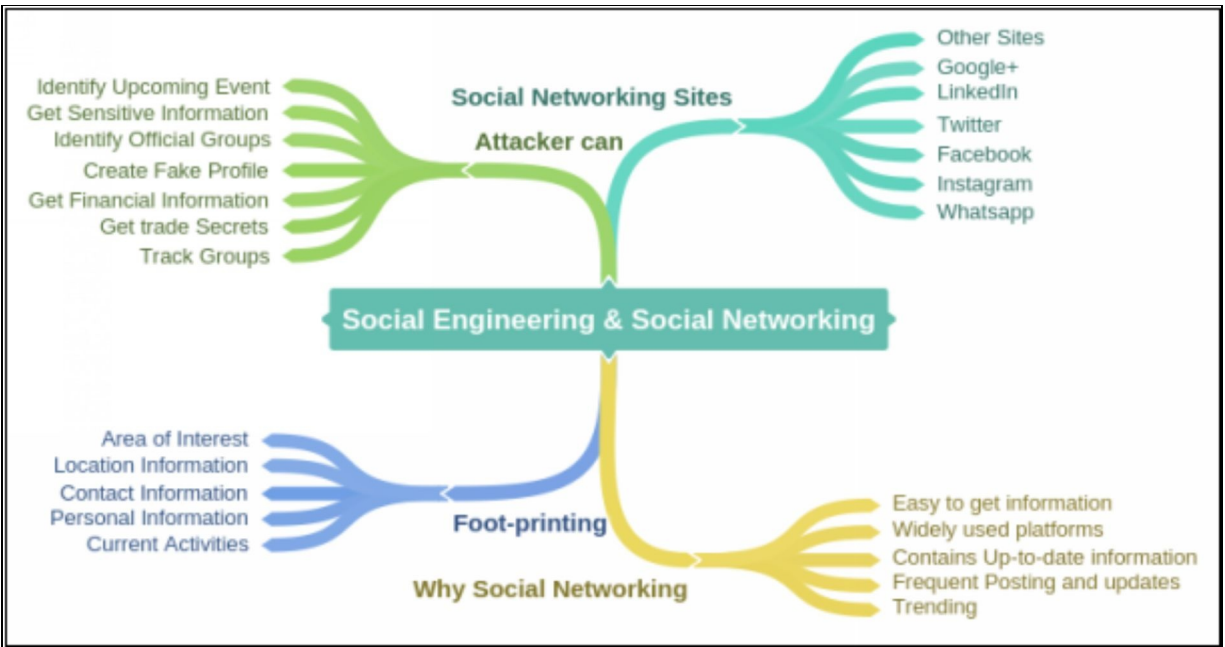 Social Networking Sites
Other Sites
Google+
LinkedIn
Twitter
Facebook
Instagram
Whatsapp
Attacker can
Identify Upcoming Event
Get Sensitive Information
Identify Official Groups
Create Fake Profile
Get Financial Information
Get trade Secrets
Track Groups
Social Engineering & Social Networking
Area of Interest
Location Information
Contact Information
Personal Information
Current Activities
Foot-printing
Why Social Networking
Easy to get information
Widely used platforms
Contains Up-to-date information
Frequent Posting and updates
Trending